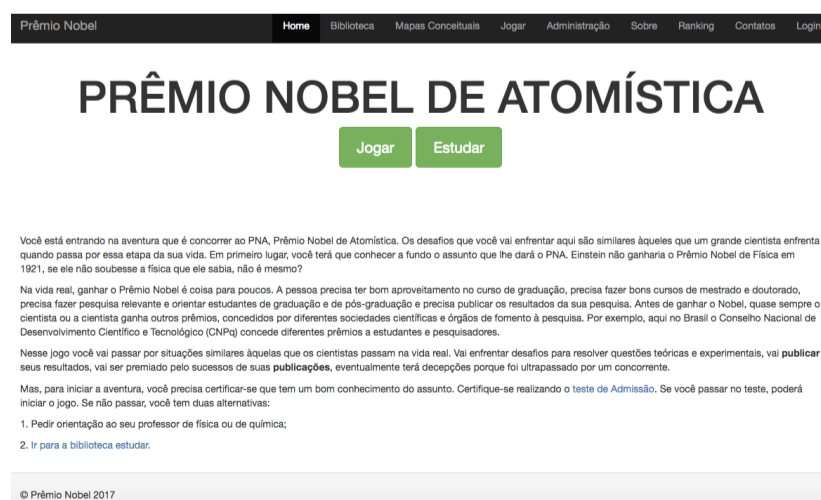 Prêmio Nobel Home Biblioteca Mapas Conceituais Jogar Administração Sobre Ranking Contatos Login
PRÊMIO NOBEL DE ATOMÍSTICA
Jogar Estudar
Você está entrando na aventura que é concorrer ao PNA, Prêmio Nobel de Atomística. Os desafios que você vai enfrentar aqui são similares àqueles que um grande cientista enfrenta
quando passa por essa etapa da sua vida. Em primeiro lugar, você terá que conhecer a fundo o assunto que lhe dará o PNA. Einstein não ganharia o Prêmio Nobel de Física em
1921, se ele não soubesse a física que ele sabia, não é mesmo?
Na vida real, ganhar o Prêmio Nobel é coisa para poucos. A pessoa precisa ter bom aproveitamento no curso de graduação, precisa fazer bons cursos de mestrado e doutorado,
precisa fazer pesquisa relevante e orientar estudantes de graduação e de pós-graduação e precisa publicar os resultados da sua pesquisa. Antes de ganhar o Nobel, quase sempre o
cientista ou a cientista ganha outros prêmios, concedidos por diferentes sociedades científicas e órgãos de fomento à pesquisa. Por exemplo, aqui no Brasil o Conselho Nacional de
Desenvolvimento Científico e Tecnológico (CNPq) concede diferentes prêmios a estudantes e pesquisadores.
Nesse jogo você vai passar por situações similares àquelas que os cientistas passam na vida real. Vai enfrentar desafios para resolver questões teóricas e experimentais, vai publicar
seus resultados, vai ser premiado pelo sucessos de suas publicações, eventualmente terá decepções porque foi ultrapassado por um concorrente.
Mas, para iniciar a aventura, você precisa certificar-se que tem um bom conhecimento do assunto. Certifique-se realizando o teste de Admissão. Se você passar no teste, poderá
iniciar o jogo. Se não passar, você tem duas alternativas:
1. Pedir orientação ao seu professor de física ou de química;
2. Ir para a biblioteca estudar.
© Prêmio Nobel 2017